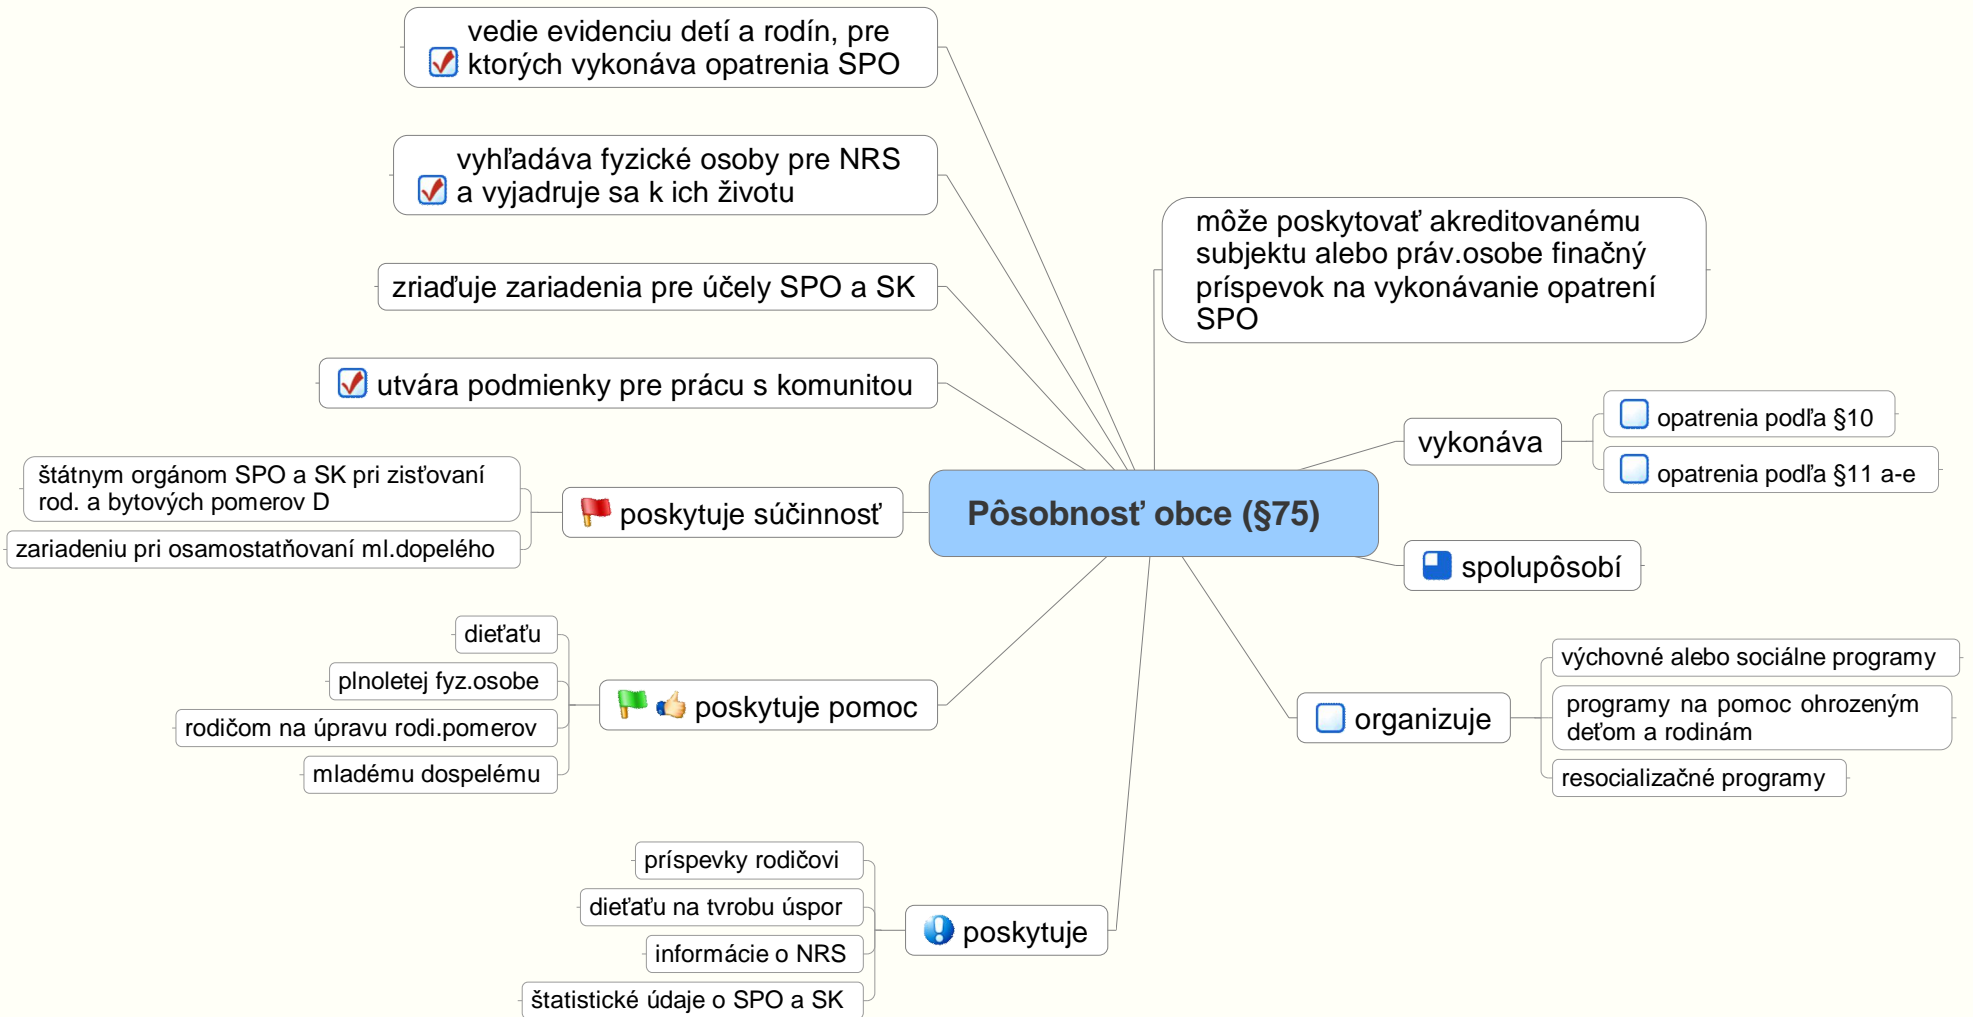 vedie evidenciu detí a rodín, pre
ktorých vykonáva opatrenia SPO
vyhľadáva fyzické osoby pre NRS
a vyjadruje sa k ich životu
zriaďuje zariadenia pre účely SPO a SK
utvára podmienky pre prácu s komunitou
štátnym orgánom SPO a SK pri zisťovaní
rod. a bytových pomerov D
zariadeniu pri osamostatňovaní ml.dopelého
poskytuje súčinnosť
dieťaťu
plnoletej fyz.osobe
rodičom na úpravu rodi.pomerov
mladému dospelému
poskytuje pomoc
príspevky rodičovi
dieťaťu na tvrobu úspor
informácie o NRS
štatistické údaje o SPO a SK
poskytuje
Pôsobnosť obce (§75)
môže poskytovať akreditovanému
subjektu alebo práv.osobe finačný
príspevok na vykonávanie opatrení
SPO
vykonáva
opatrenia podľa §10
opatrenia podľa §11 a-e
spolupôsobí
organizuje
výchovné alebo sociálne programy
programy na pomoc ohrozeným
deťom a rodinám
resocializačné programy